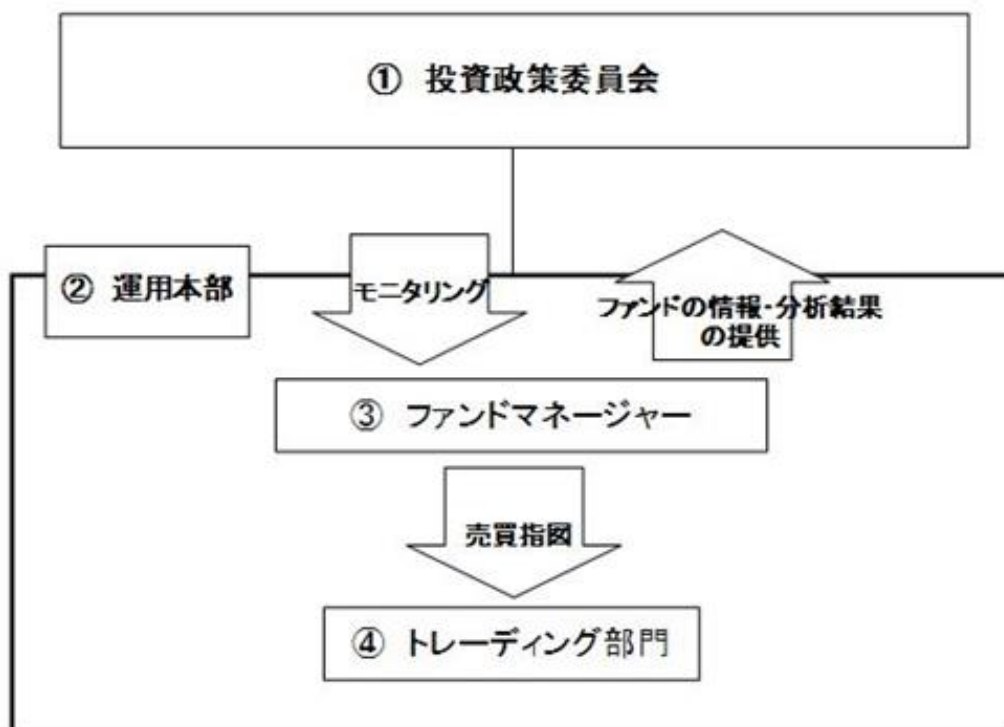 ① 投資政策委員会
② 運用本部
モニタリング
ファンドの情報・分析結果
の提供
③ ファンドマネージャー
売買指図
④ トレーディング部門